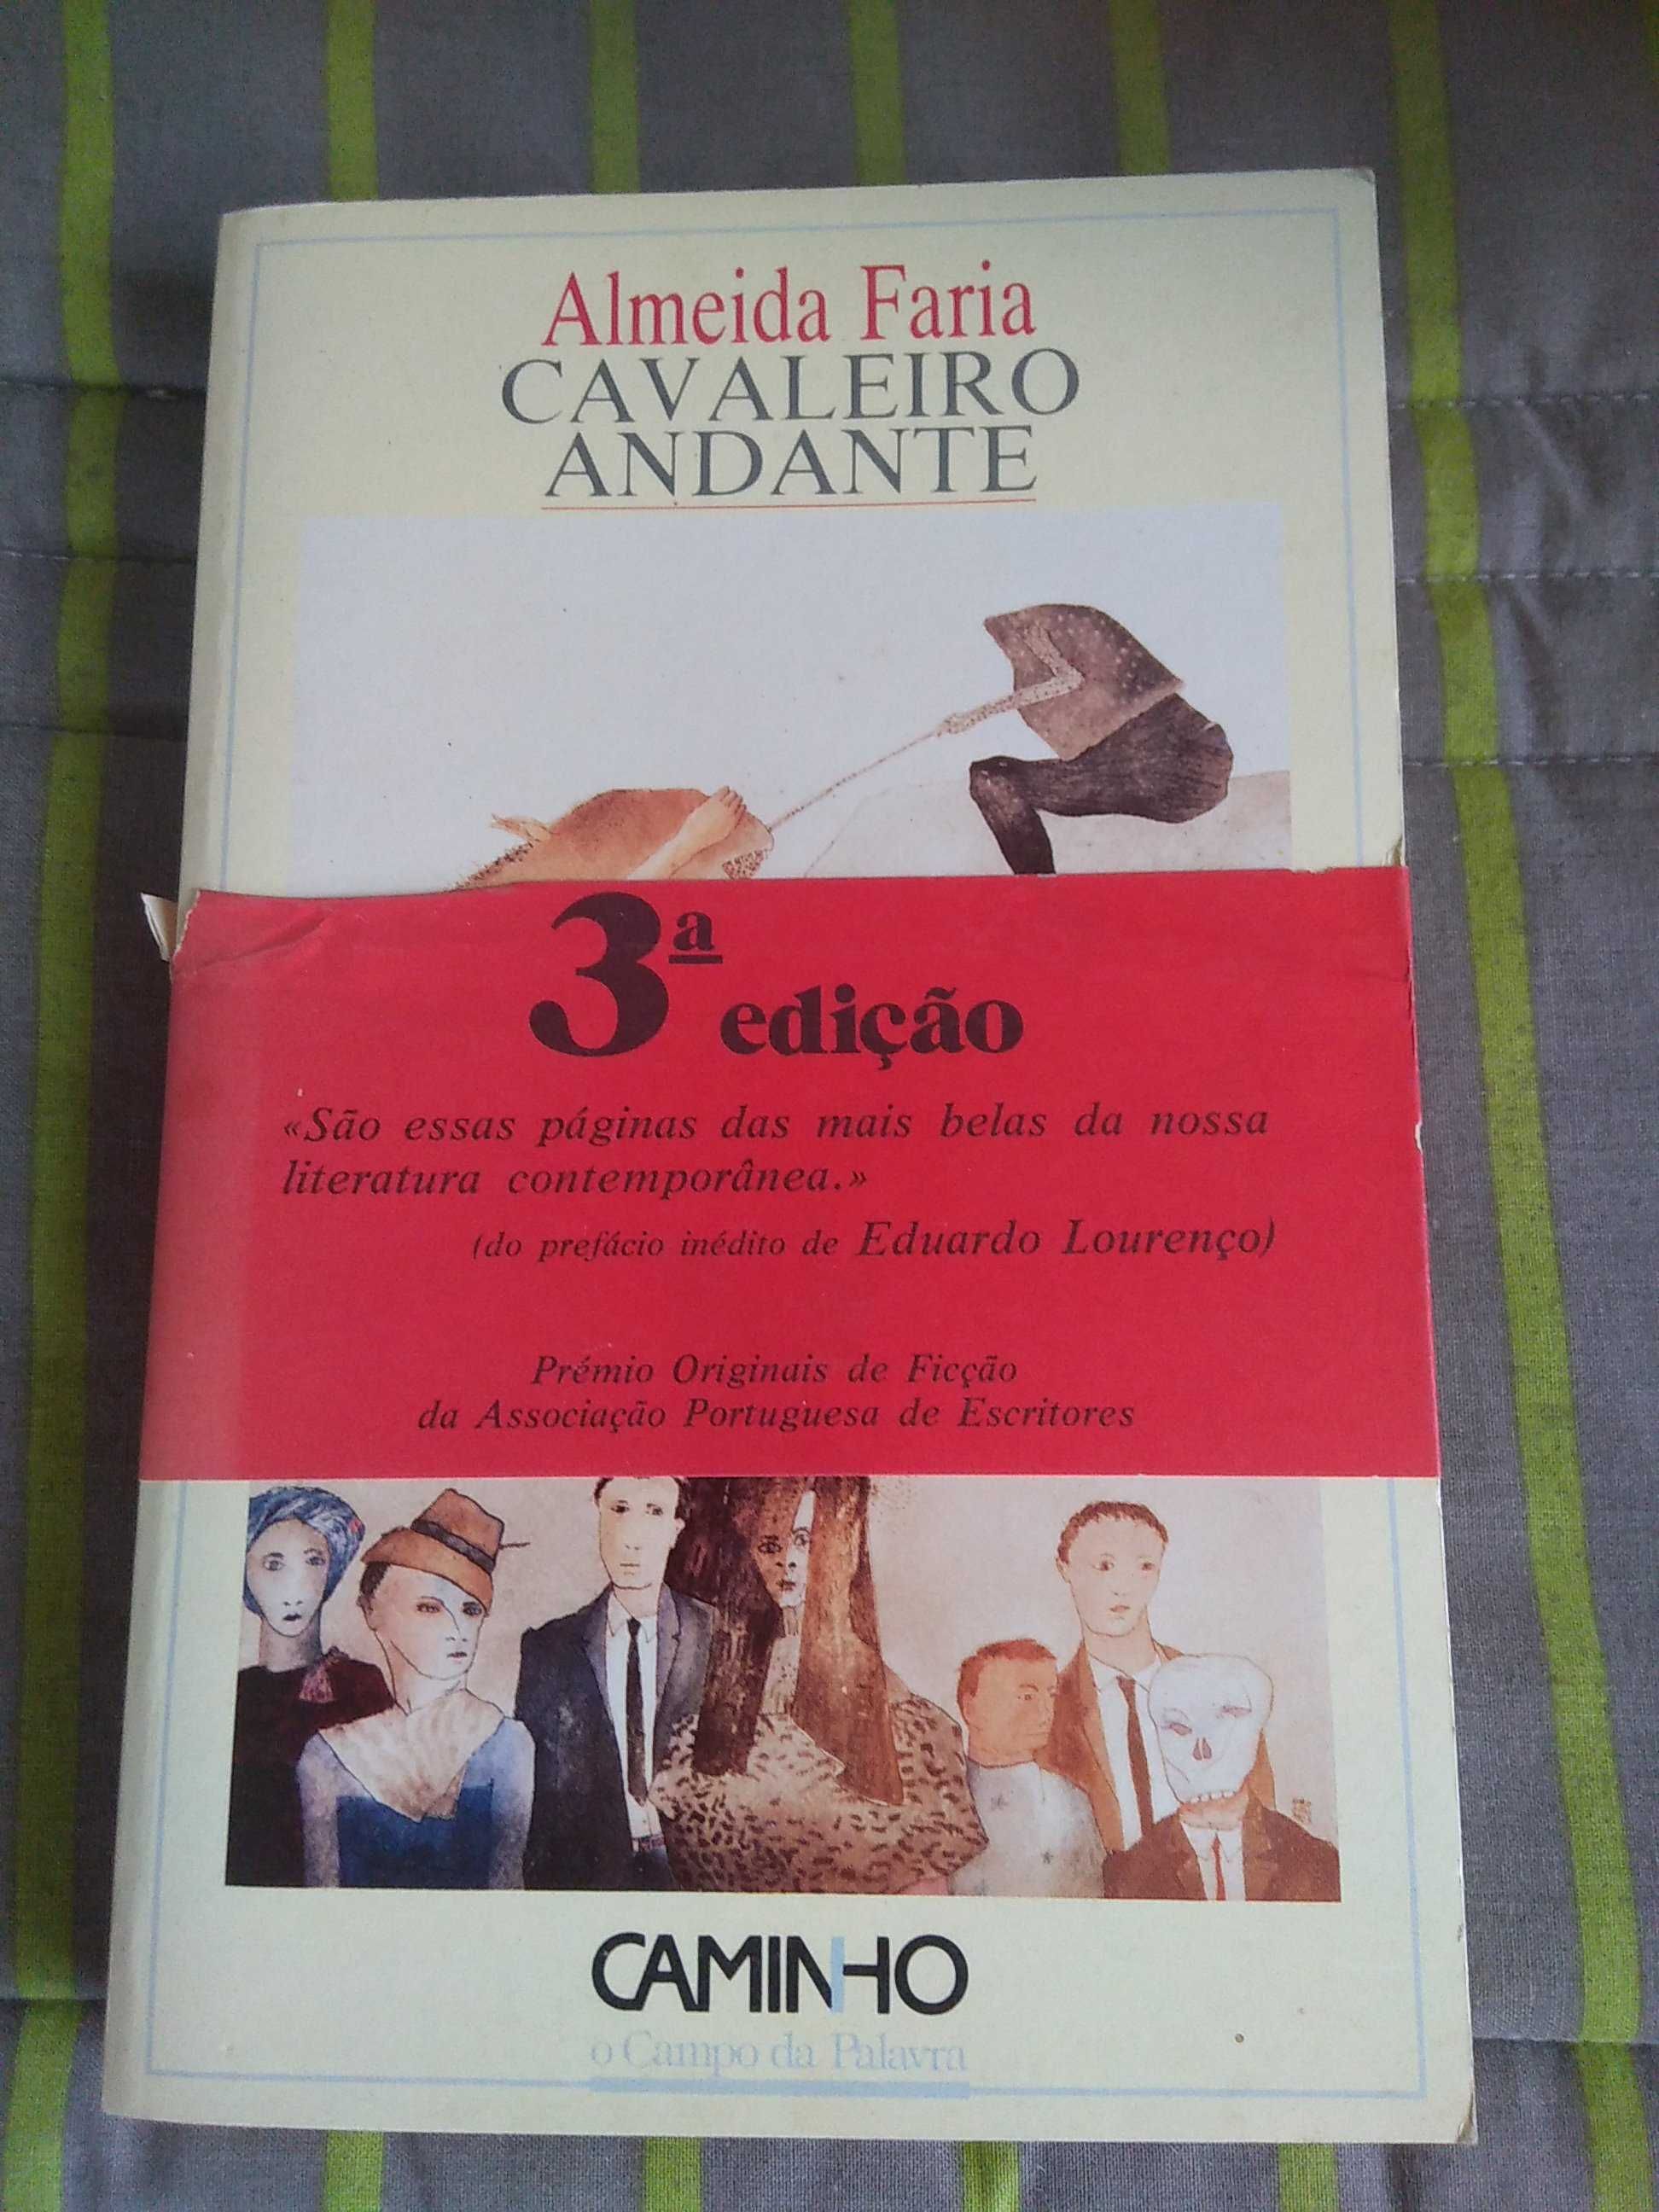 Almeida Faria
CAVALEIRO
ANDANTE
3ª edição
«São essas páginas das mais belas da nossa
literatura contemporânea.»
(do prefácio inédito de Eduardo Lourenço)
Prémio Originais de Ficção
da Associação Portuguesa de Escritores
CAMINHO
o Campo da Palavra